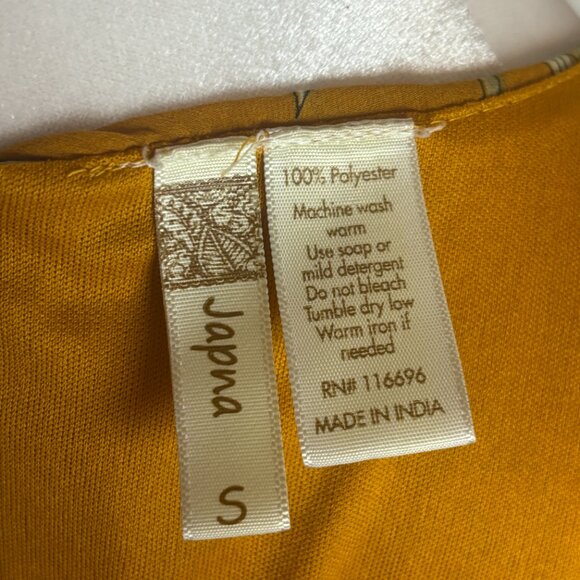 Japna
S
100% Polyester
Machine wash
warm
Use soap or
mild detergent
Do not bleach
Tumble dry low
Warm iron if
needed
RN# 116696
MADE IN INDIA